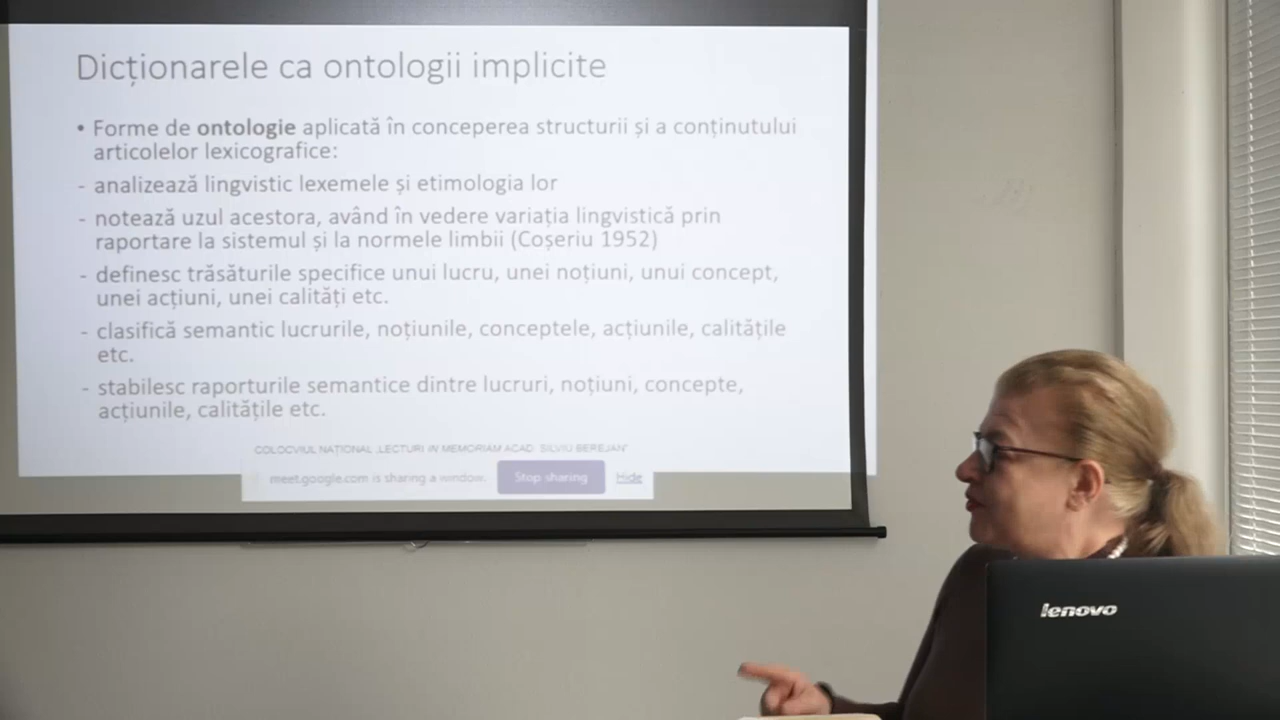 Dicționarele ca ontologii implicite
• Forme de ontologie aplicată în conceperea structurii și a conținutului
articolelor lexicografice:
- analizează lingvistic lexemele și etimologia lor
- notează uzul acestora, având în vedere variația lingvistică prin
raportare la sistemul și la normele limbii (Coșeriu 1952)
- definesc trăsăturile specifice unui lucru, unei noțiuni, unui concept,
unei acțiuni, unei calități etc.
- clasifică semantic lucrurile, noțiunile, conceptele, acțiunile, calitățile
etc.
- stabilesc raporturile semantice dintre lucruri, noțiuni, concepte,
acțiunile, calitățile etc.
COLOCVIUL NAȚIONAL „LECTURI IN MEMORIAM ACAD. SILVIU BEREJAN”
meet.google.com is sharing a window. Stop sharing Hide
lenovo